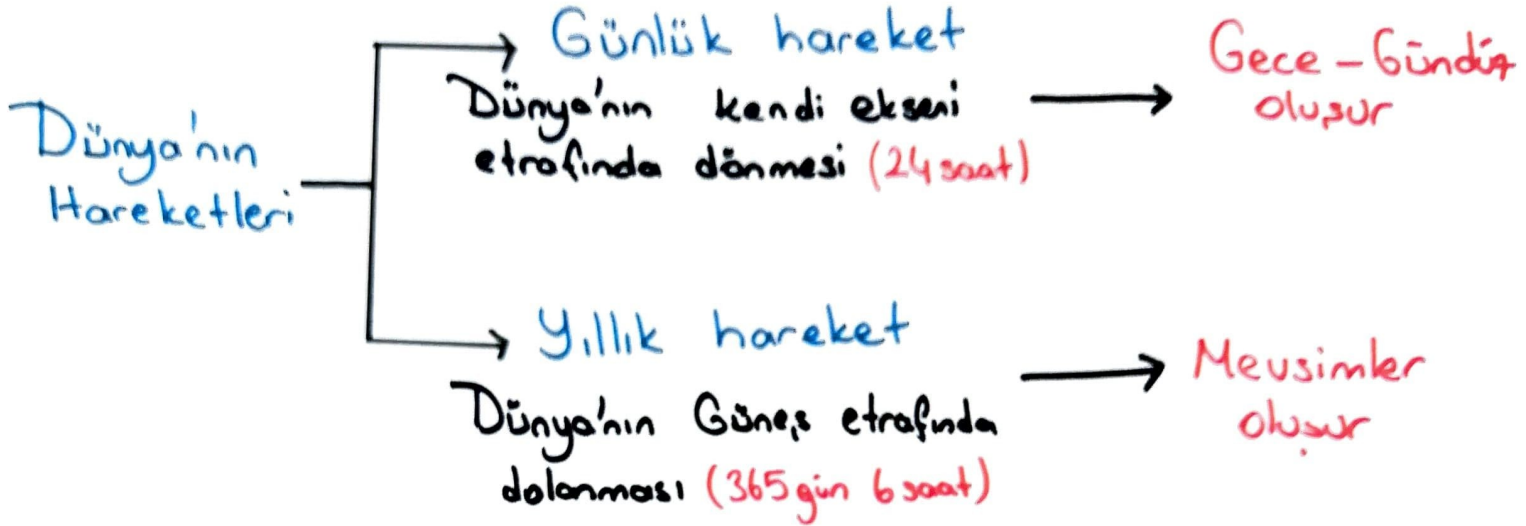 Dünya'nın
Hareketleri
Günlük hareket
Dünya'nın kendi ekseni
etrafında dönmesi (24 saat)
Gece - Gündüz
oluşur
Yıllık hareket
Dünya'nın Güneş etrafında
dolanması (365 gün 6 saat)
Mevsimler
oluşur